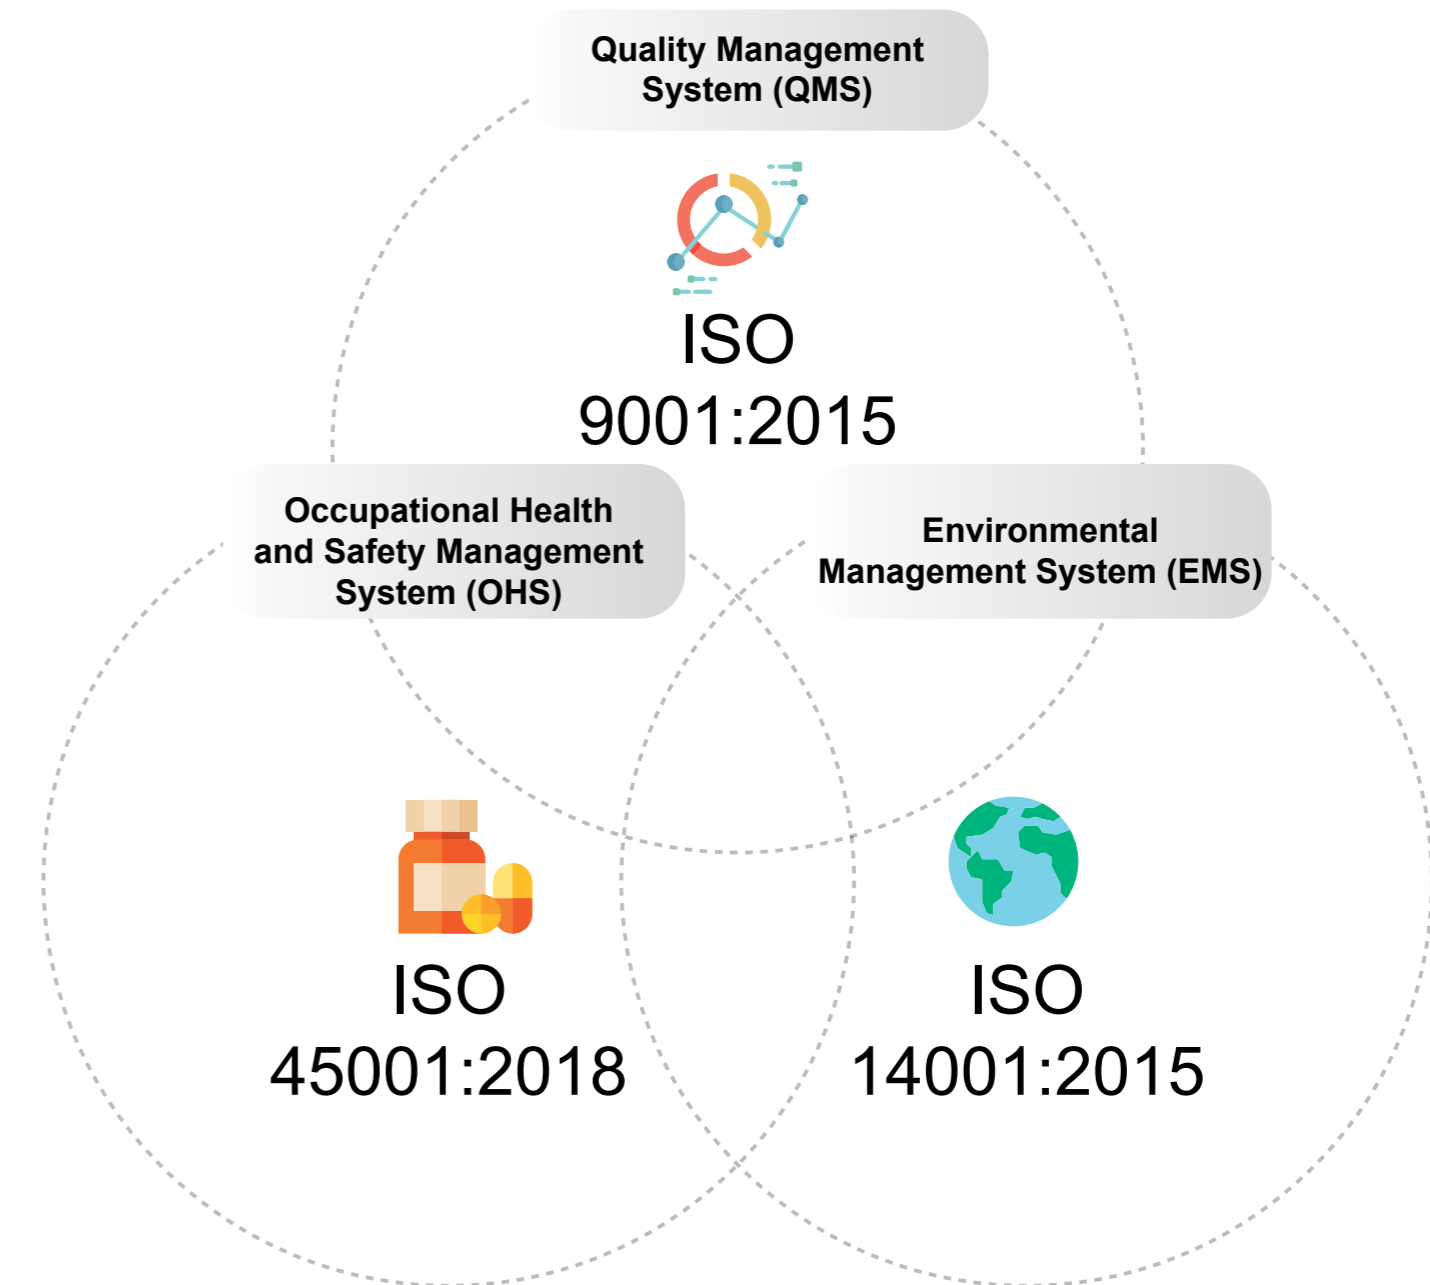 Quality Management
System (QMS)
ISO
9001:2015
Occupational Health
and Safety Management
System (OHS)
Environmental
Management System (EMS)
ISO
45001:2018
ISO
14001:2015